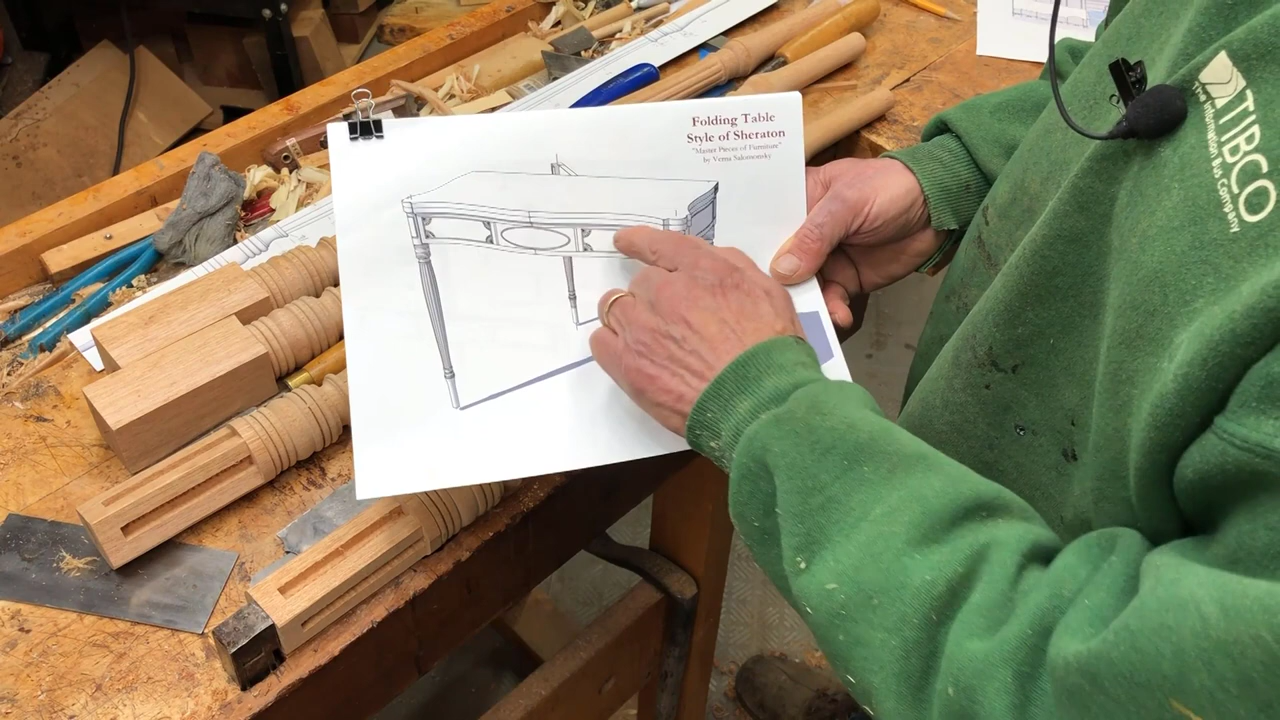 Folding Table
Style of Sheraton
"Master Pieces of Furniture"
by Verna Salomonsky
TIBCO
The Information Bus Company